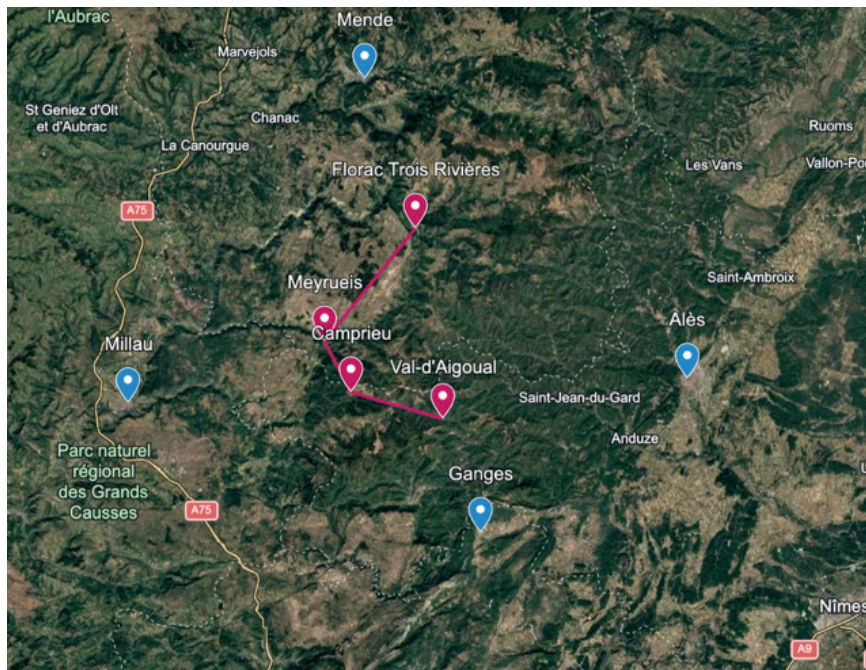 l'Aubrac
Mende
Marvejols
St Geniez d'Olt
et d'Aubrac
Chanac
La Canourgue
Ruoms
Les Vans
Vallon-Po
Florac Trois Rivières
A75
Saint-Ambroix
Meyrueis
Camprieu
Alès
Millau
Val-d'Aigoual
Saint-Jean-du-Gard
Anduze
Parc naturel
régional
des Grands
Causses
Ganges
U
A75
Nîmes
A9